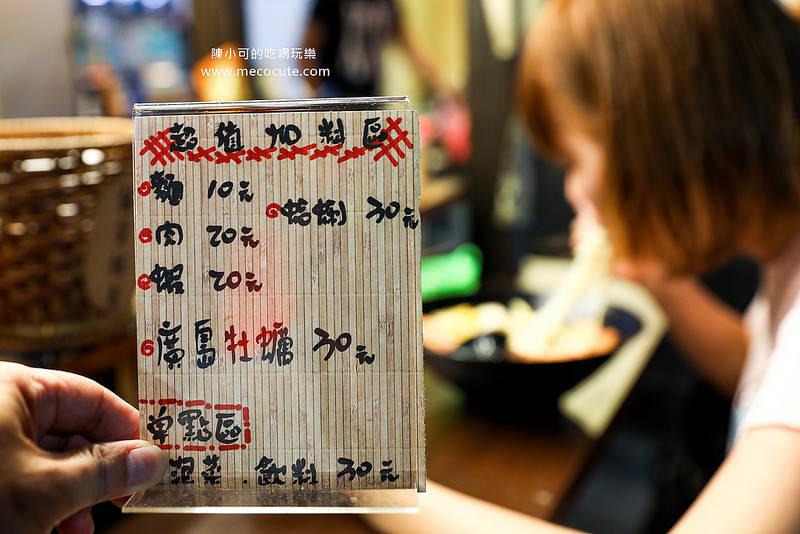 陳小可的吃喝玩樂
www.mecocute.com
超值加料區
麵 10元
蛤蜊 30元
肉 20元
蝦 20元
廣島牡蠣 30元
單點區
泡菜.飲料 30元